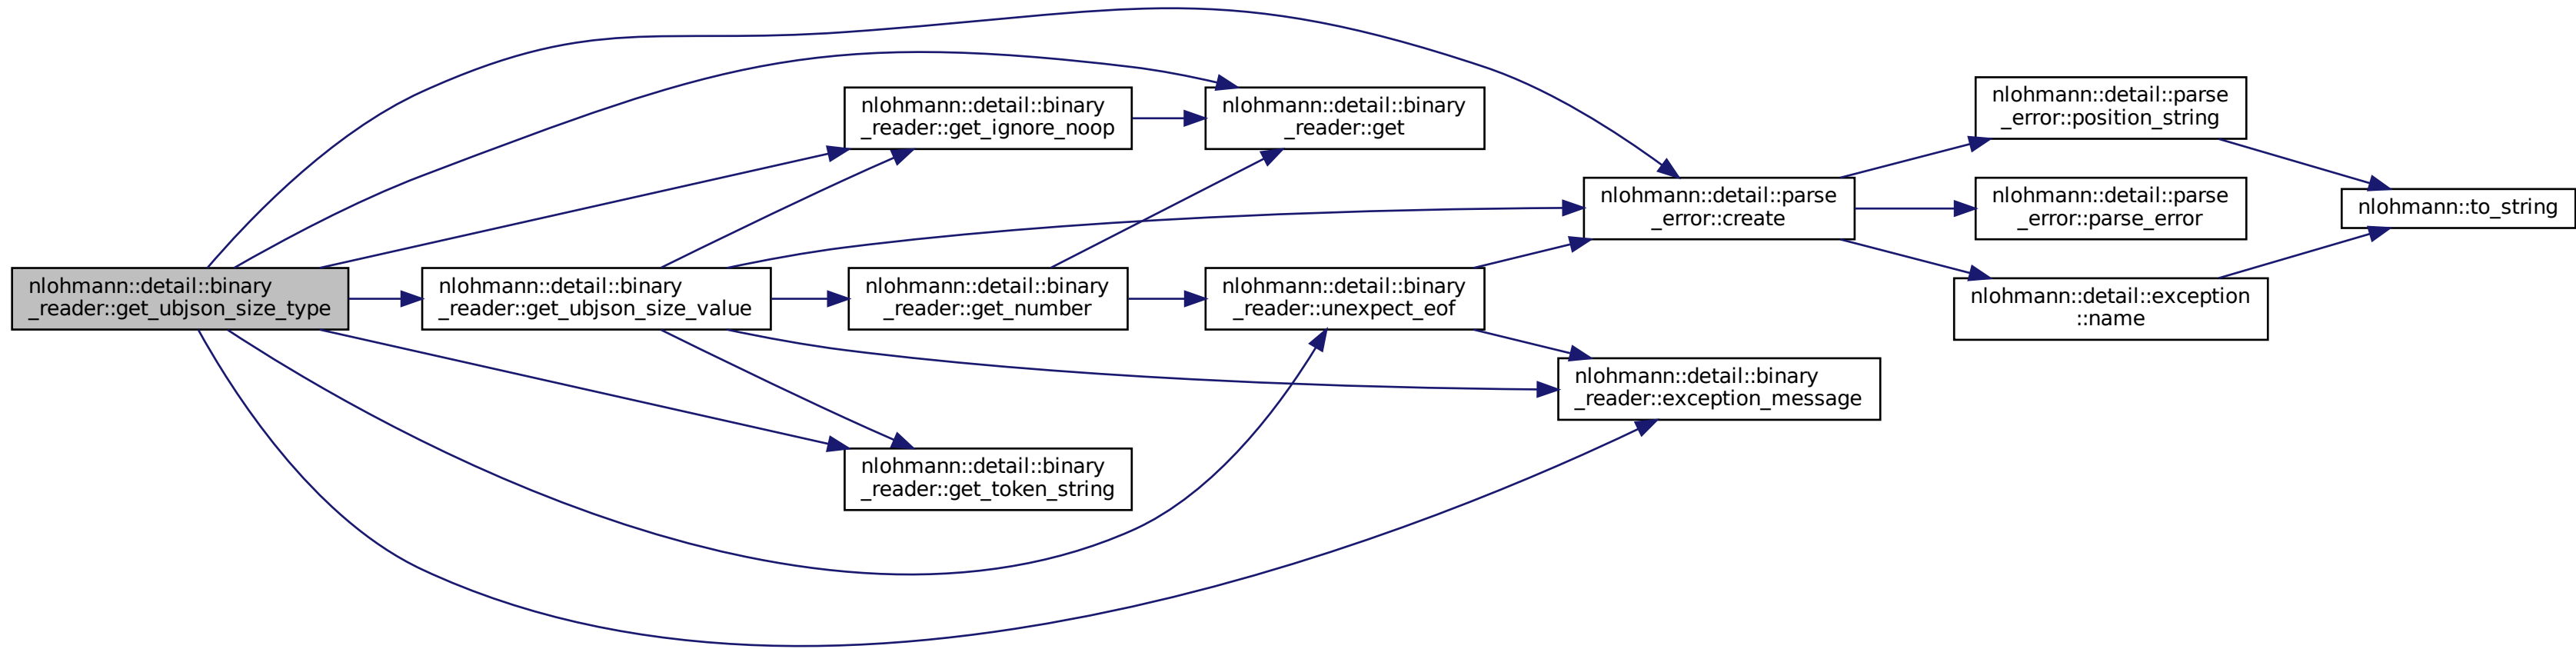 nlohmann::detail::binary
_reader::get_ubjson_size_type
nlohmann::detail::binary
_reader::get_ubjson_size_value
nlohmann::detail::binary
_reader::get_ignore_noop
nlohmann::detail::binary
_reader::get_number
nlohmann::detail::binary
_reader::get_token_string
nlohmann::detail::binary
_reader::get
nlohmann::detail::binary
_reader::unexpect_eof
nlohmann::detail::parse
_error::create
nlohmann::detail::binary
_reader::exception_message
nlohmann::detail::parse
_error::position_string
nlohmann::detail::parse
_error::parse_error
nlohmann::detail::exception
::name
nlohmann::to_string